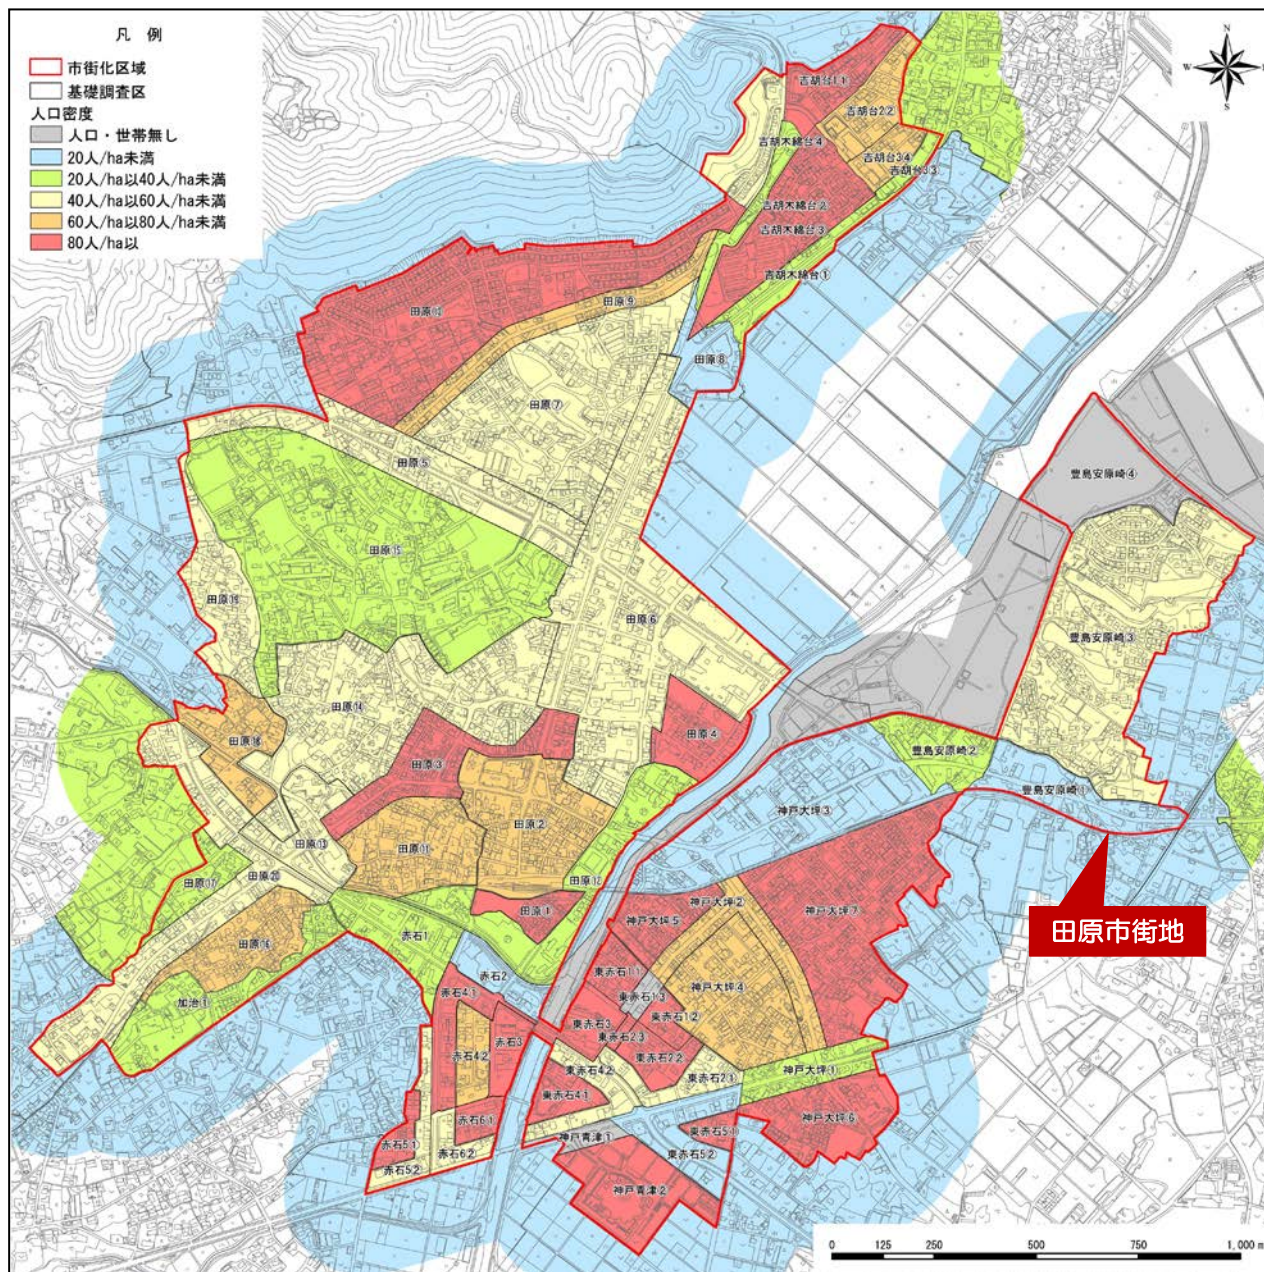 凡 例
市街化区域
基礎調査区
人口密度
人口・世帯無し
20人/ha未満
20人/ha以40人/ha未満
40人/ha以60人/ha未満
60人/ha以80人/ha未満
80人/ha以
N
W
S
吉胡台1①
吉胡台2②
吉胡木綿台4
吉胡台3④
吉胡台3③
吉胡木綿台②
吉胡木綿台3
吉胡木綿台①
田原⑩
田原⑨
田原⑧
田原⑦
田原⑤
豊島安原崎④
田原⑮
田原⑥
豊島安原崎③
田原⑭
田原④
田原③
豊島安原崎②
豊島安原崎①
神戸大坪③
田原②
田原⑪
田原⑬
田原⑳
田原⑰
田原⑫
田原①
神戸大坪②
神戸大坪⑤
神戸大坪⑦
田原市街地
赤石1
田原⑯
赤石2
東赤石1①
東赤石1③
神戸大坪④
加治①
赤石4①
東赤石1②
赤石3
東赤石3
東赤石2③
赤石4②
東赤石2②
東赤石4②
東赤石2①
神戸大坪①
東赤石4①
赤石6①
神戸大坪⑥
東赤石5①
赤石5①
神戸青津①
赤石6②
東赤石5②
赤石5②
神戸青津②
0 125 250 500 750 1,000 m